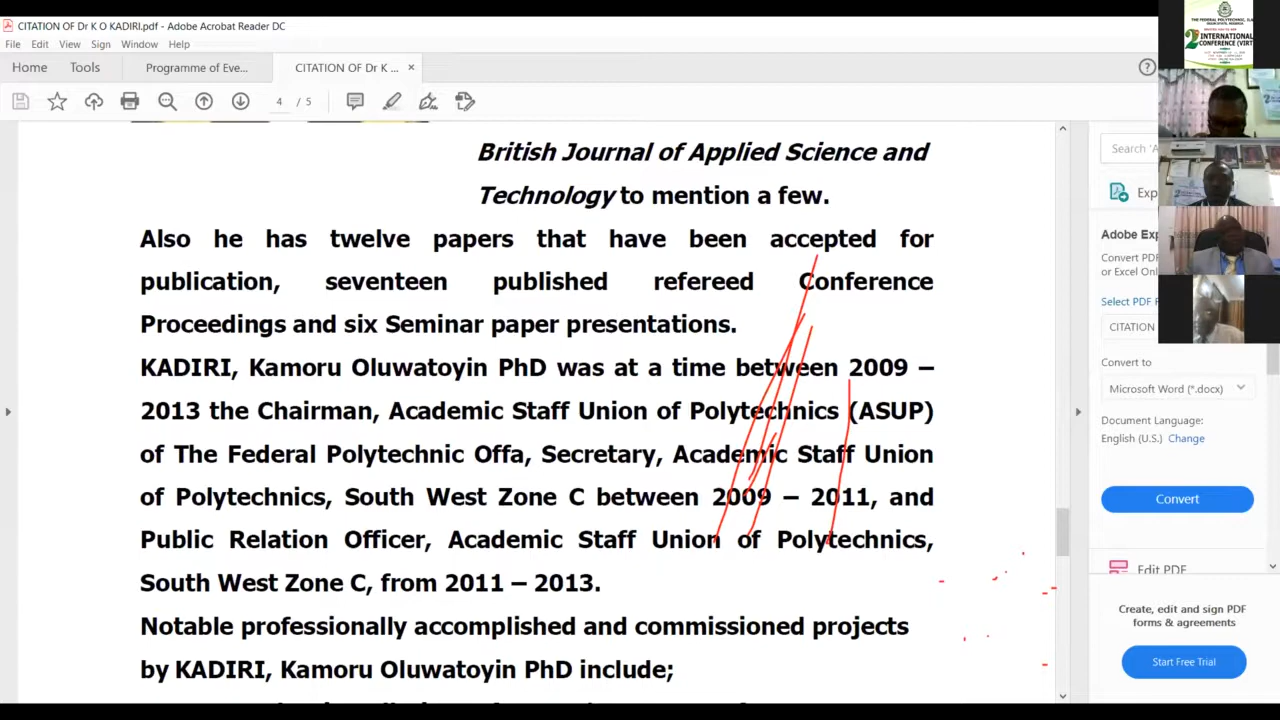 CITATION OF Dr K O KADIRI.pdf - Adobe Acrobat Reader DC
File Edit View Sign Window Help
Home Tools Programme of Eve... CITATION OF Dr K ... ×
4 / 5
British Journal of Applied Science and
Technology to mention a few.
Also he has twelve papers that have been accepted for
publication, seventeen published refereed Conference
Proceedings and six Seminar paper presentations.
KADIRI, Kamoru Oluwatoyin PhD was at a time between 2009 –
2013 the Chairman, Academic Staff Union of Polytechnics (ASUP)
of The Federal Polytechnic Offa, Secretary, Academic Staff Union
of Polytechnics, South West Zone C between 2009 – 2011, and
Public Relation Officer, Academic Staff Union of Polytechnics,
South West Zone C, from 2011 – 2013.
Notable professionally accomplished and commissioned projects
by KADIRI, Kamoru Oluwatoyin PhD include;
THE FEDERAL POLYTECHNIC,
2
INTERNATIONAL
CONFERENCE (VIRT
Search 'A
Exp
Adobe Exp
Convert PDF
or Excel Onl
Select PDF F
CITATION
Convert to
Microsoft Word (*.docx)
Document Language:
English (U.S.) Change
Convert
Edit PDF
Create, edit and sign PDF
forms & agreements
Start Free Trial